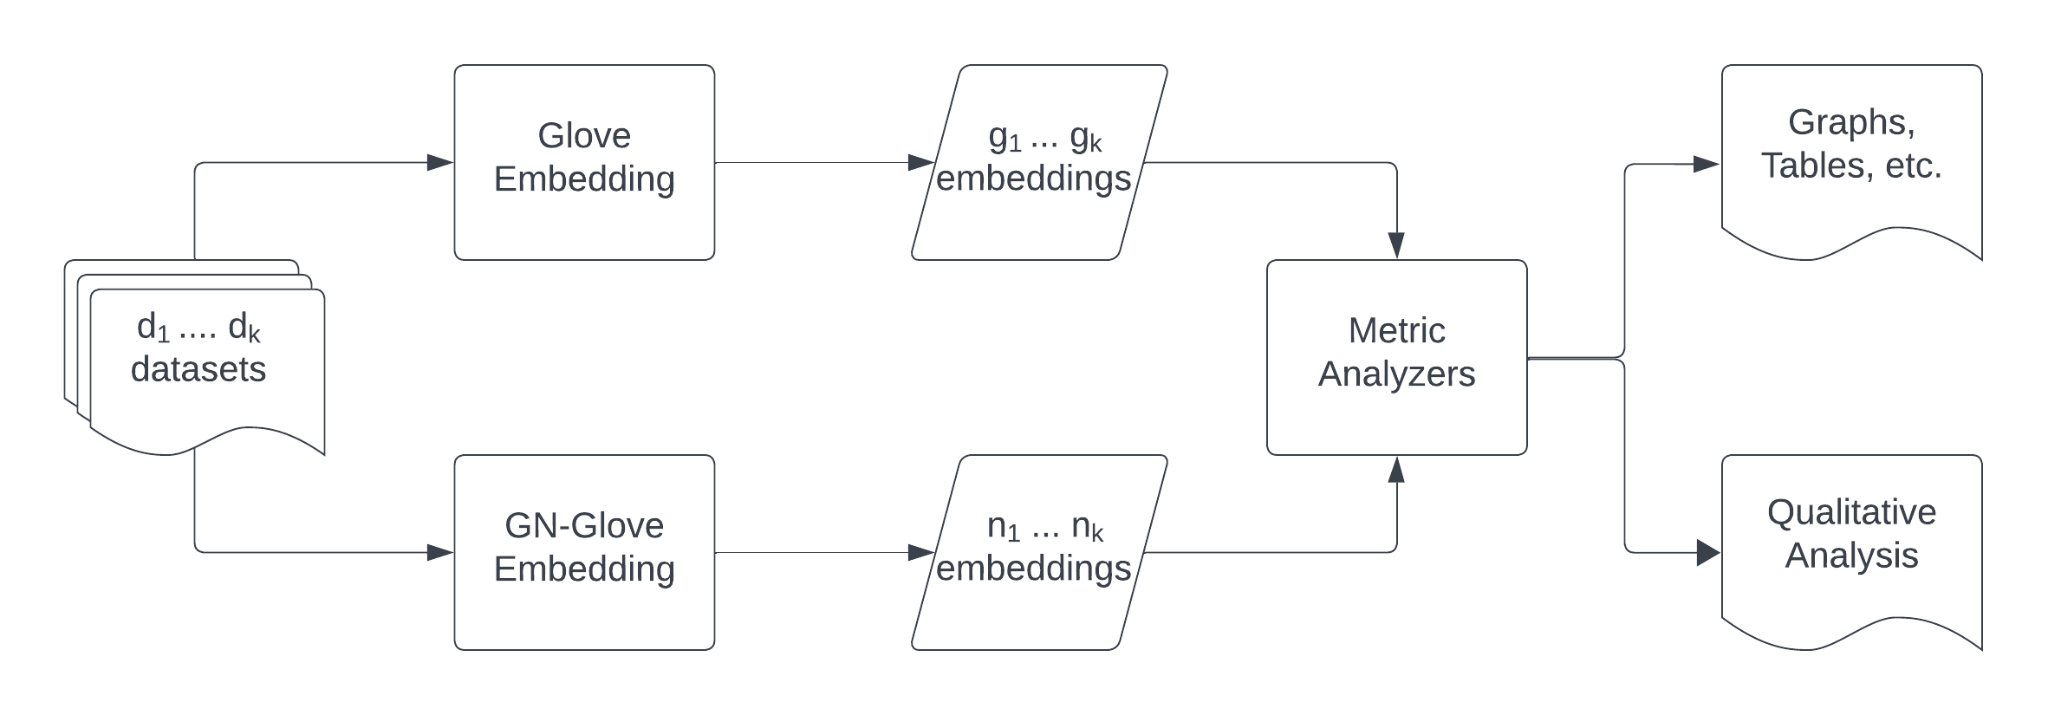 d₁ .... dₖ
datasets
Glove
Embedding
g₁ ... gₖ
embeddings
GN-Glove
Embedding
n₁ ... nₖ
embeddings
Metric
Analyzers
Graphs,
Tables, etc.
Qualitative
Analysis